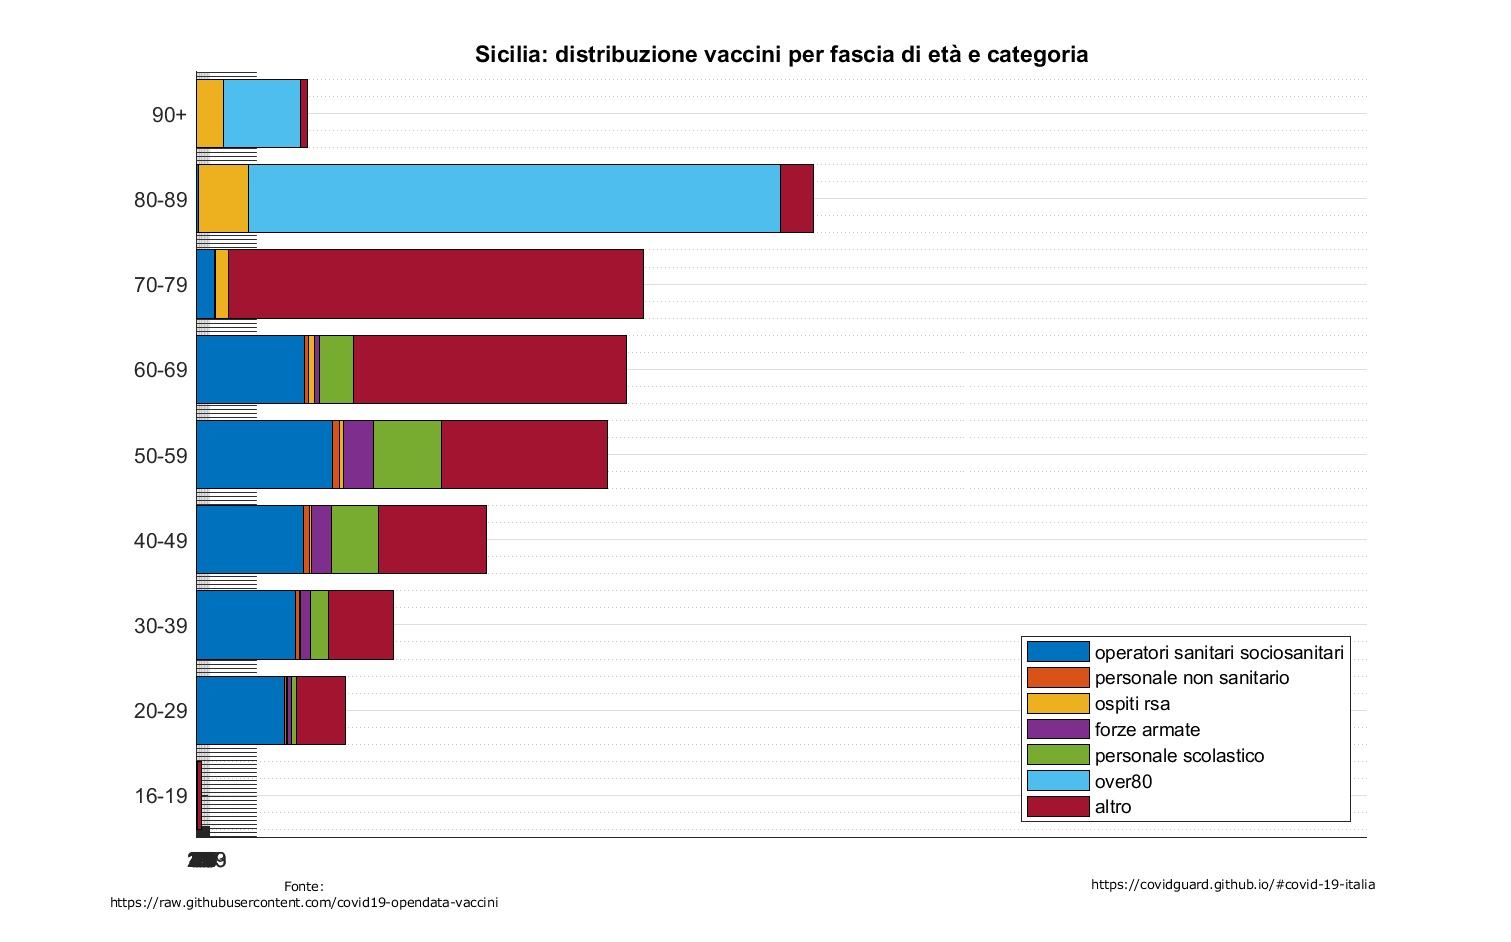 Sicilia: distribuzione vaccini per fascia di età e categoria
90+
80-89
70-79
60-69
50-59
40-49
30-39
20-29
16-19
operatori sanitari sociosanitari
personale non sanitario
ospiti rsa
forze armate
personale scolastico
over80
altro
Fonte:
https://raw.githubusercontent.com/covid19-opendata-vaccini
https://covidguard.github.io/#covid-19-italia